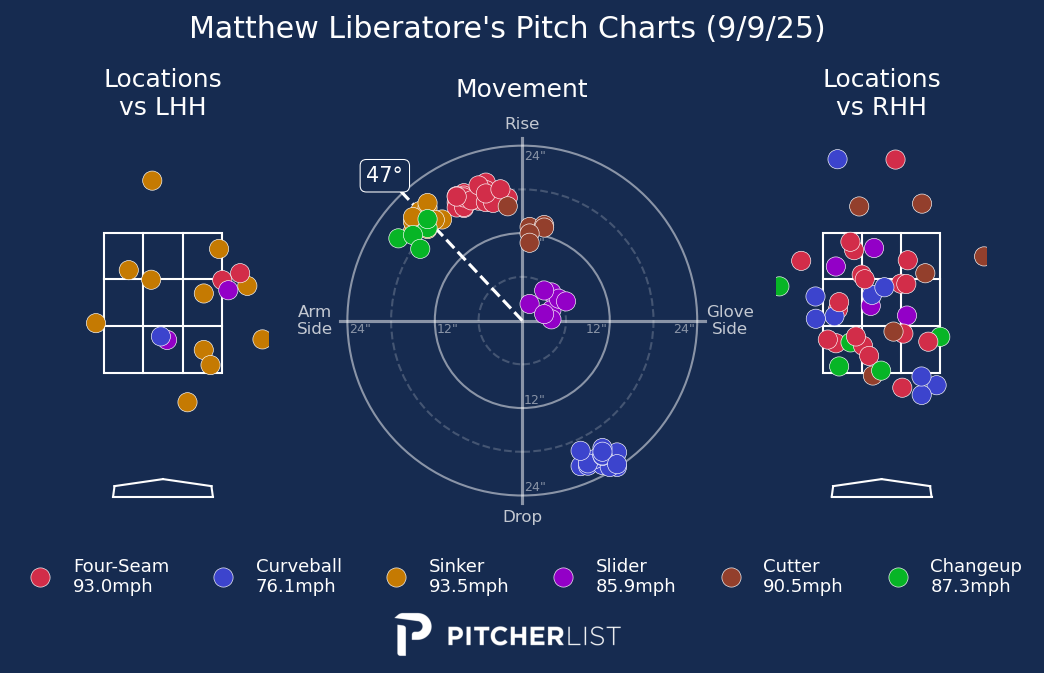 Matthew Liberatore's Pitch Charts (9/9/25)
Locations
vs LHH
Movement
Locations
vs RHH
Rise
24"
47°
Arm
Side
24"
12"
12"
24"
Glove
Side
12"
24"
Drop
Four-Seam
93.0mph
Curveball
76.1mph
Sinker
93.5mph
Slider
85.9mph
Cutter
90.5mph
Changeup
87.3mph
PITCHERLIST